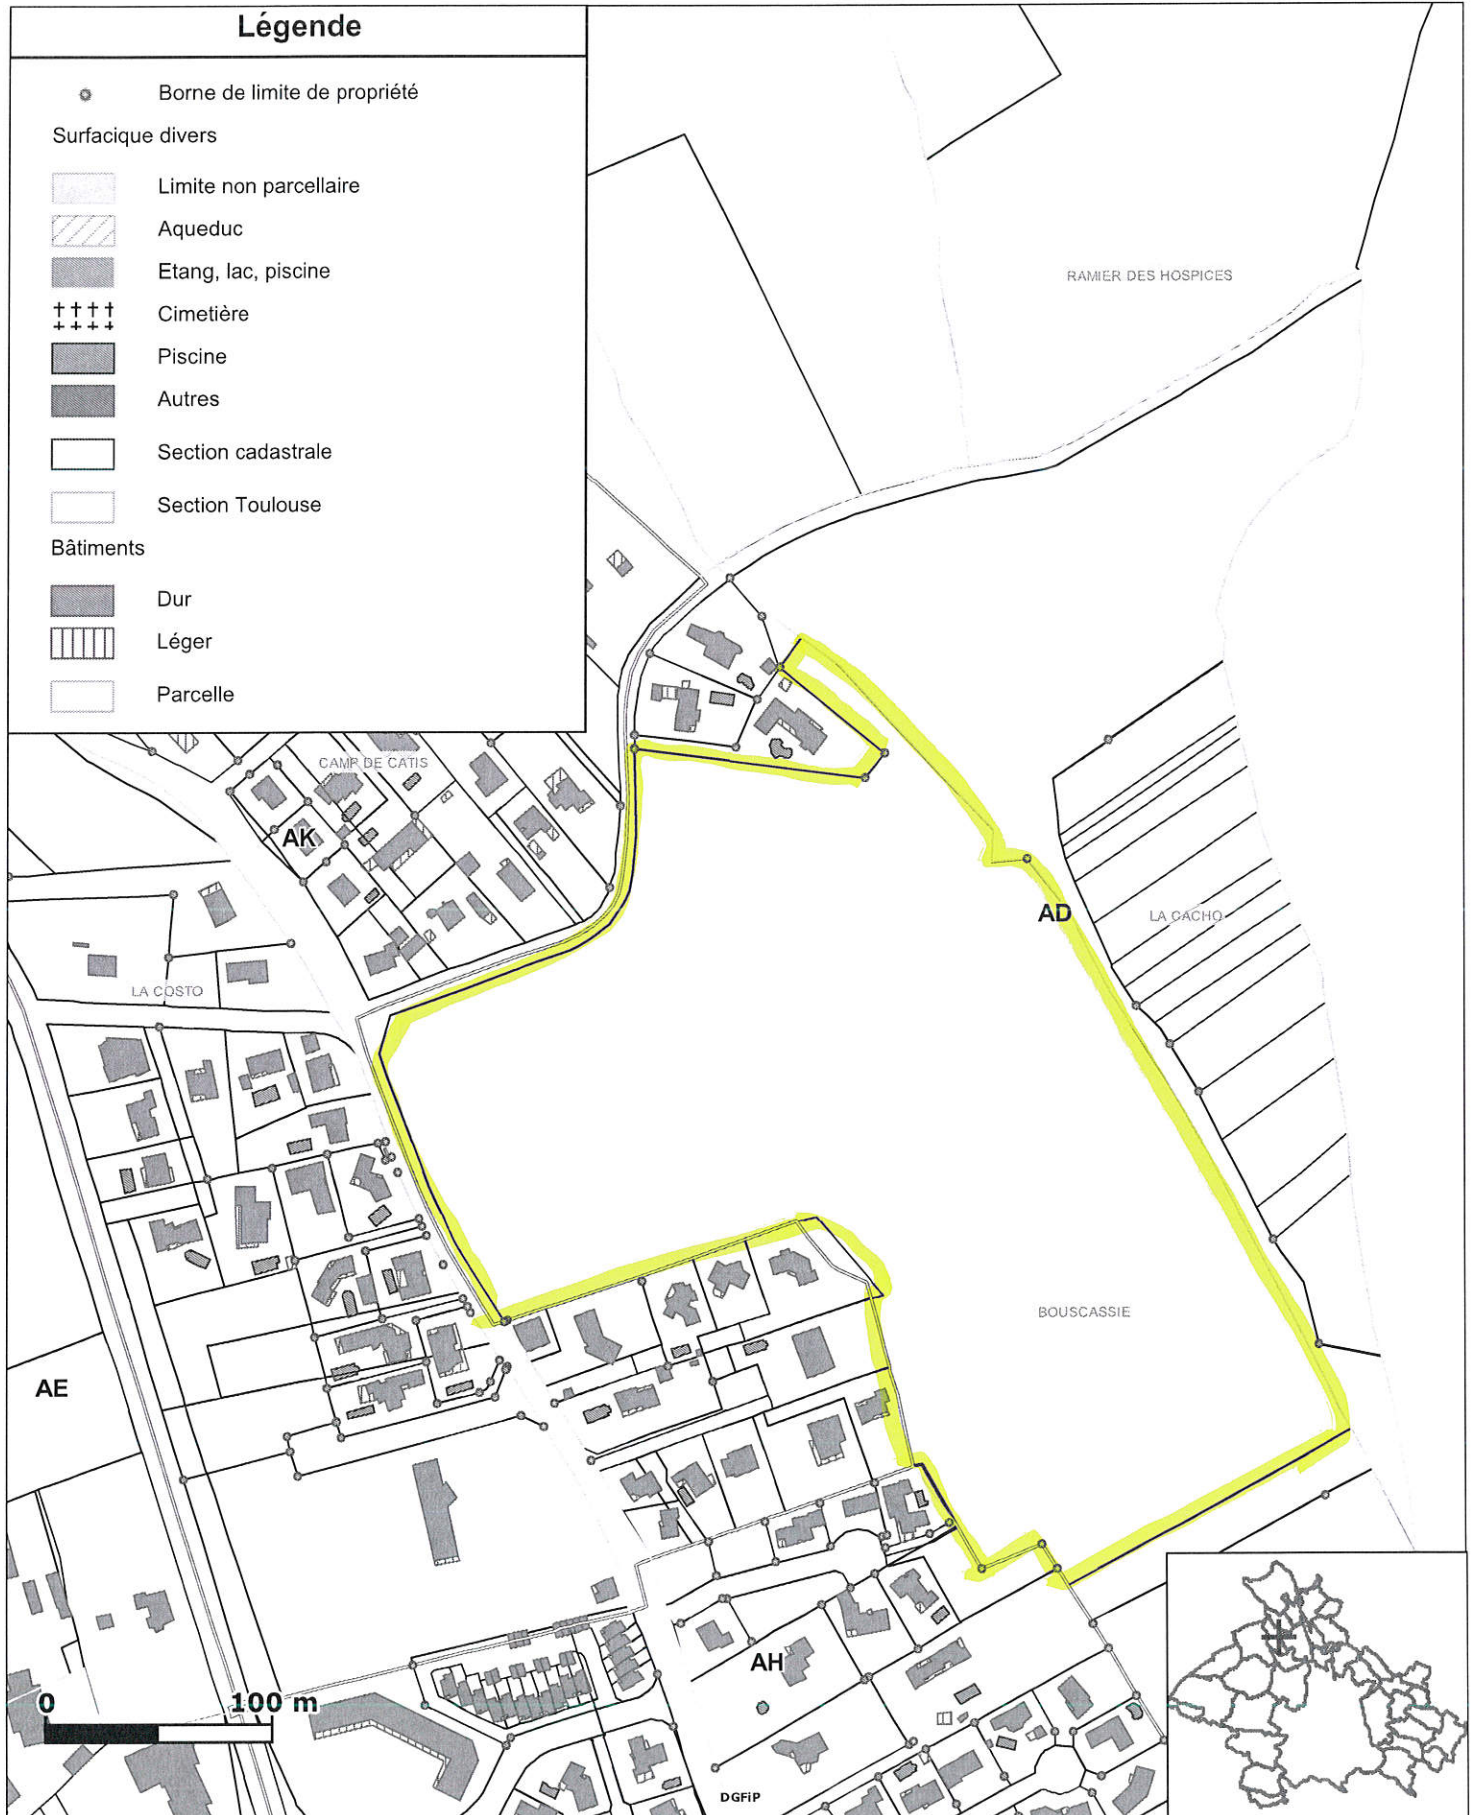 Légende
Borne de limite de propriété
Surfacique divers
Limite non parcellaire
Aqueduc
Etang, lac, piscine
Cimetière
Piscine
Autres
Section cadastrale
Section Toulouse
Bâtiments
Dur
Léger
Parcelle
RAMIER DES HOSPICES
CAMP DE CATIS
AK
AD
LA CACHO
LA COSTO
BOUSCASSIE
AE
AH
0 100 m
DGFiP